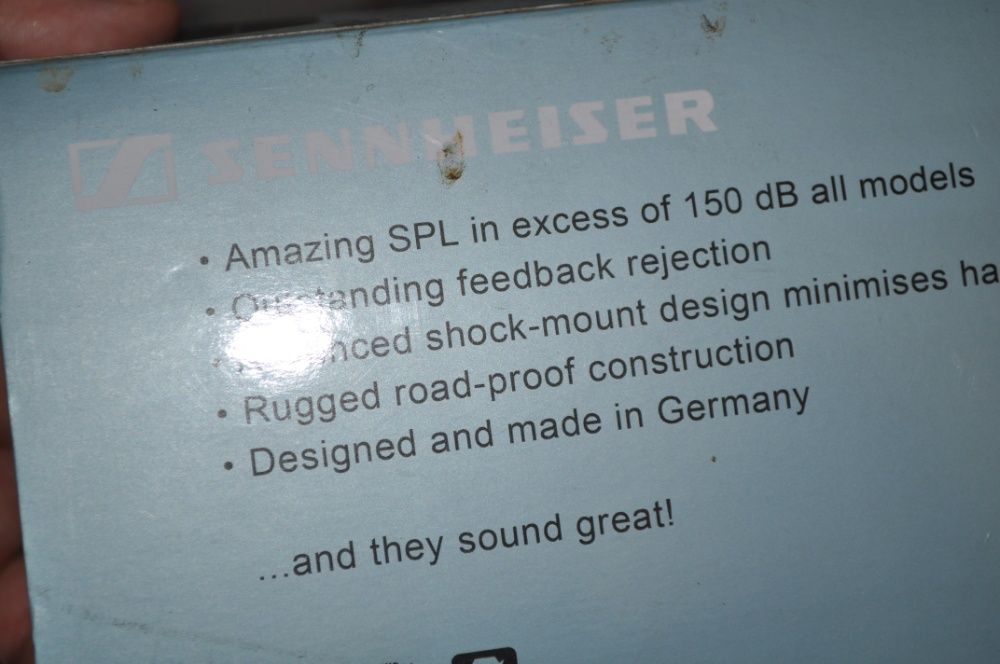 SENNHEISER
• Amazing SPL in excess of 150 dB all models
• Outstanding feedback rejection
shock-mount design minimises
• Rugged road-proof construction
• Designed and made in Germany
...and they sound great!